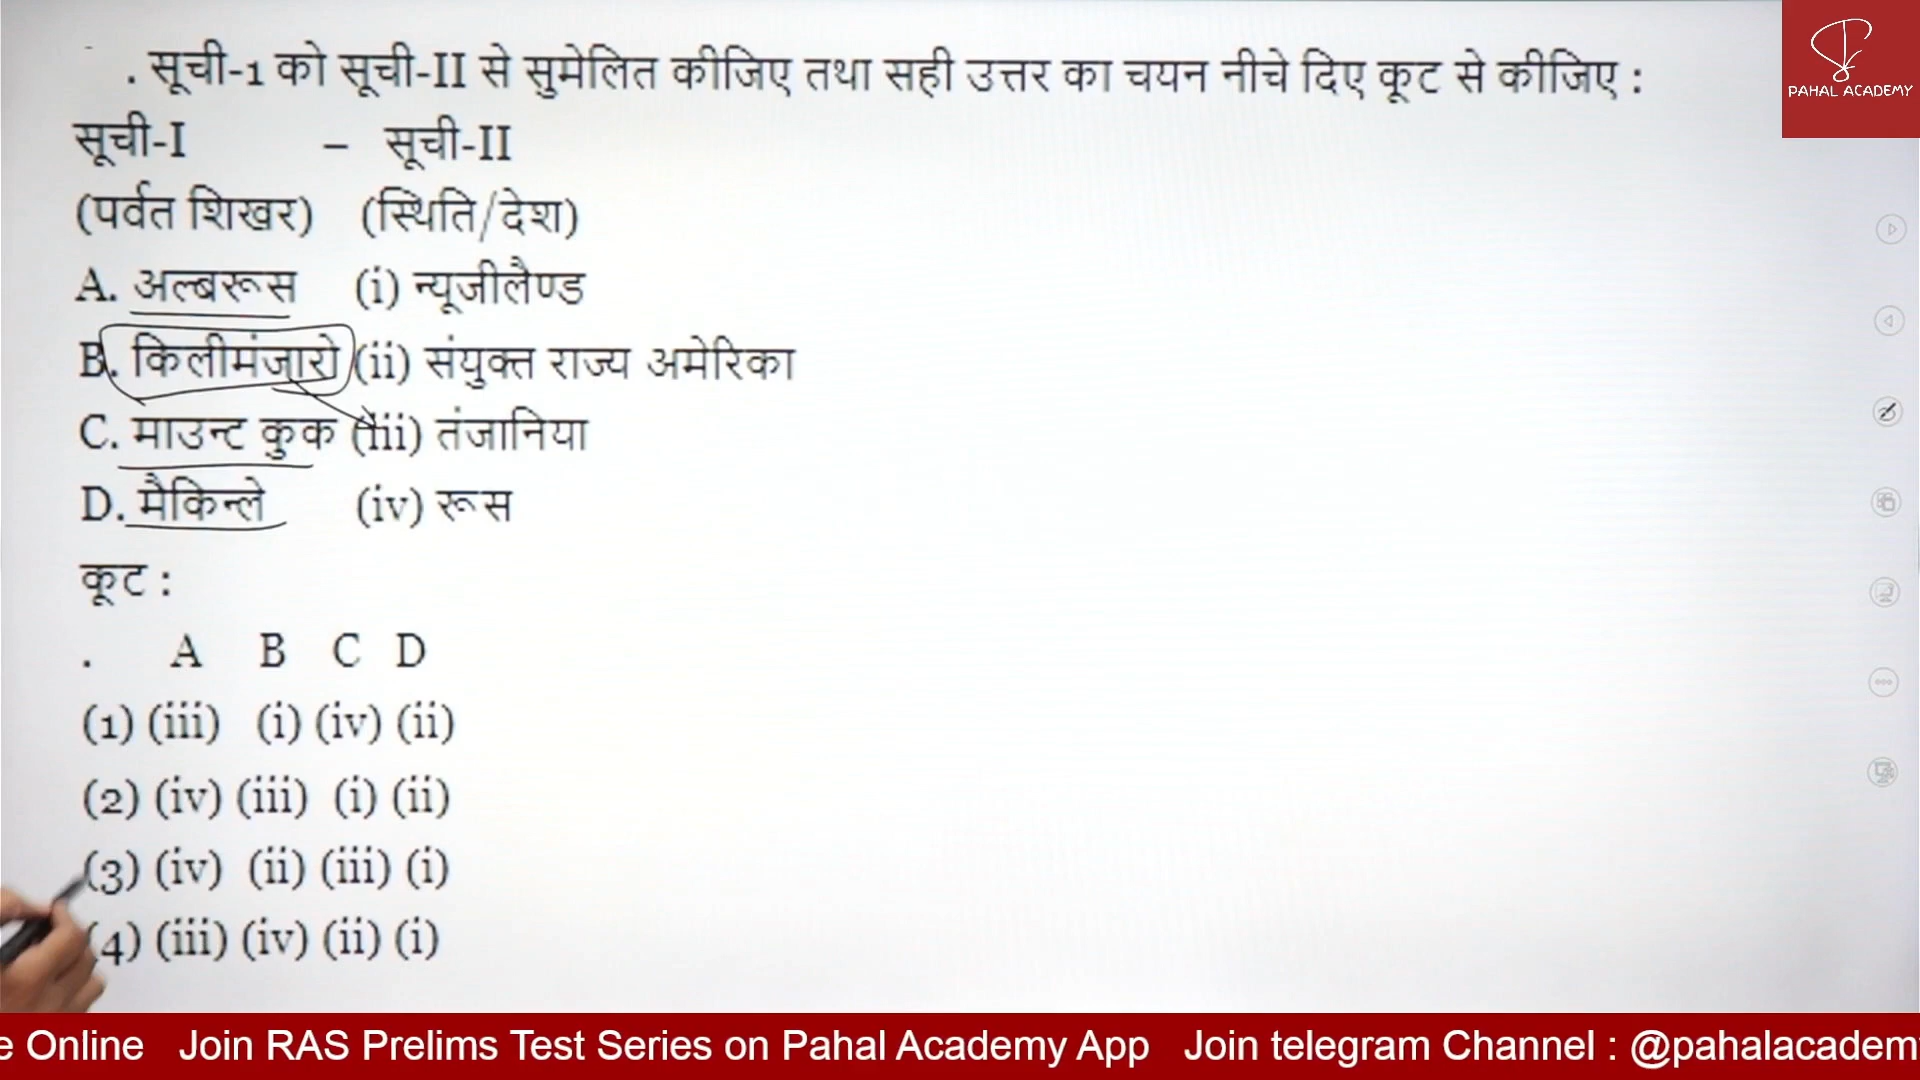 . सूची-1 को सूची-II से सुमेलित कीजिए तथा सही उत्तर का चयन नीचे दिए कूट से कीजिए :
सूची-I – सूची-II
(पर्वत शिखर) (स्थिति/देश)
A. अल्बरूस (i) न्यूजीलैण्ड
B. किलीमंजारो (ii) संयुक्त राज्य अमेरिका
C. माउन्ट कुक (iii) तंजानिया
D. मैकिन्ले (iv) रूस
कूट :
. A B C D
(1) (iii) (i) (iv) (ii)
(2) (iv) (iii) (i) (ii)
(3) (iv) (ii) (iii) (i)
(4) (iii) (iv) (ii) (i)
PAHAL ACADEMY
e Online Join RAS Prelims Test Series on Pahal Academy App Join telegram Channel : @pahalacadem